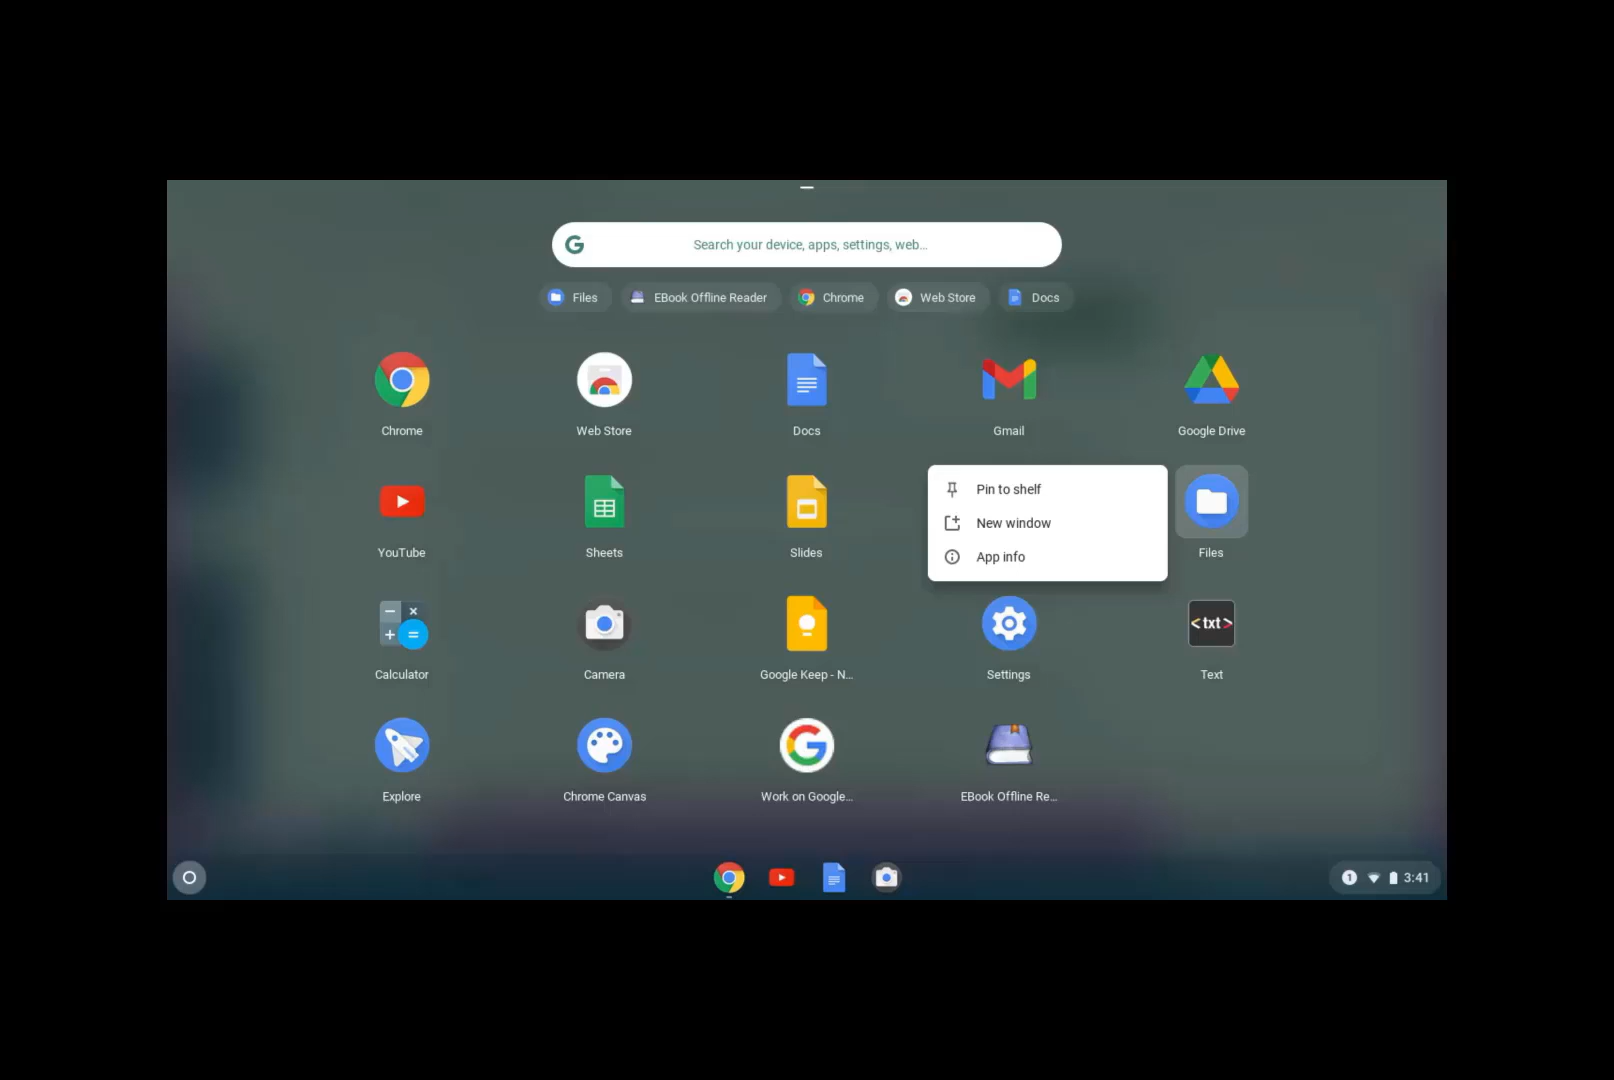 Search your device, apps, settings, web...
Files EBook Offline Reader Chrome Web Store Docs
Chrome Web Store Docs Gmail Google Drive
Pin to shelf
New window
App info
YouTube Sheets Slides Files
− ×
+ =
<txt>
Calculator Camera Google Keep - N... Settings Text
Explore Chrome Canvas Work on Google... EBook Offline Re...
1 3:41